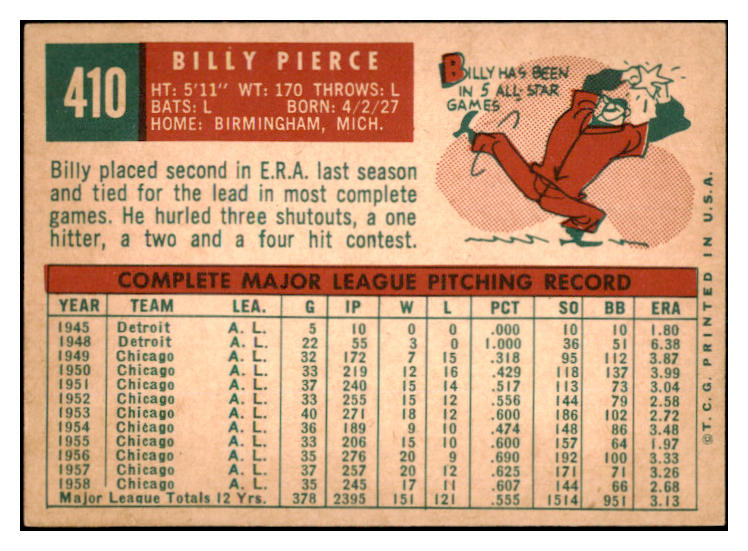 410
BILLY PIERCE
HT: 5'11" WT: 170 THROWS: L
BATS: L BORN: 4/2/27
HOME: BIRMINGHAM, MICH.
BILLY HAS BEEN
IN 5 ALL-STAR
GAMES
Billy placed second in E.R.A. last season
and tied for the lead in most complete
games. He hurled three shutouts, a one
hitter, a two and a four hit contest.
COMPLETE MAJOR LEAGUE PITCHING RECORD
YEAR TEAM LEA. G IP W L PCT SO BB ERA
1945 Detroit A. L. 5 10 0 0 .000 10 10 1.80
1948 Detroit A. L. 22 55 3 0 1.000 36 51 6.38
1949 Chicago A. L. 32 172 7 15 .318 95 112 3.87
1950 Chicago A. L. 33 219 12 16 .429 118 137 3.99
1951 Chicago A. L. 37 240 15 14 .517 113 73 3.04
1952 Chicago A. L. 33 255 15 12 .556 144 79 2.58
1953 Chicago A. L. 40 271 18 12 .600 186 102 2.72
1954 Chicago A. L. 36 189 9 10 .474 148 86 3.48
1955 Chicago A. L. 33 206 15 10 .600 157 64 1.97
1956 Chicago A. L. 35 276 20 9 .690 192 100 3.33
1957 Chicago A. L. 37 257 20 12 .625 171 71 3.26
1958 Chicago A. L. 35 245 17 11 .607 144 66 2.68
Major League Totals 12 Yrs. 378 2395 151 121 .555 1514 951 3.13
©T.C.G. PRINTED IN U.S.A.